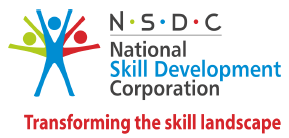 N·S·D·C
National
Skill Development
Corporation
Transforming the skill landscape